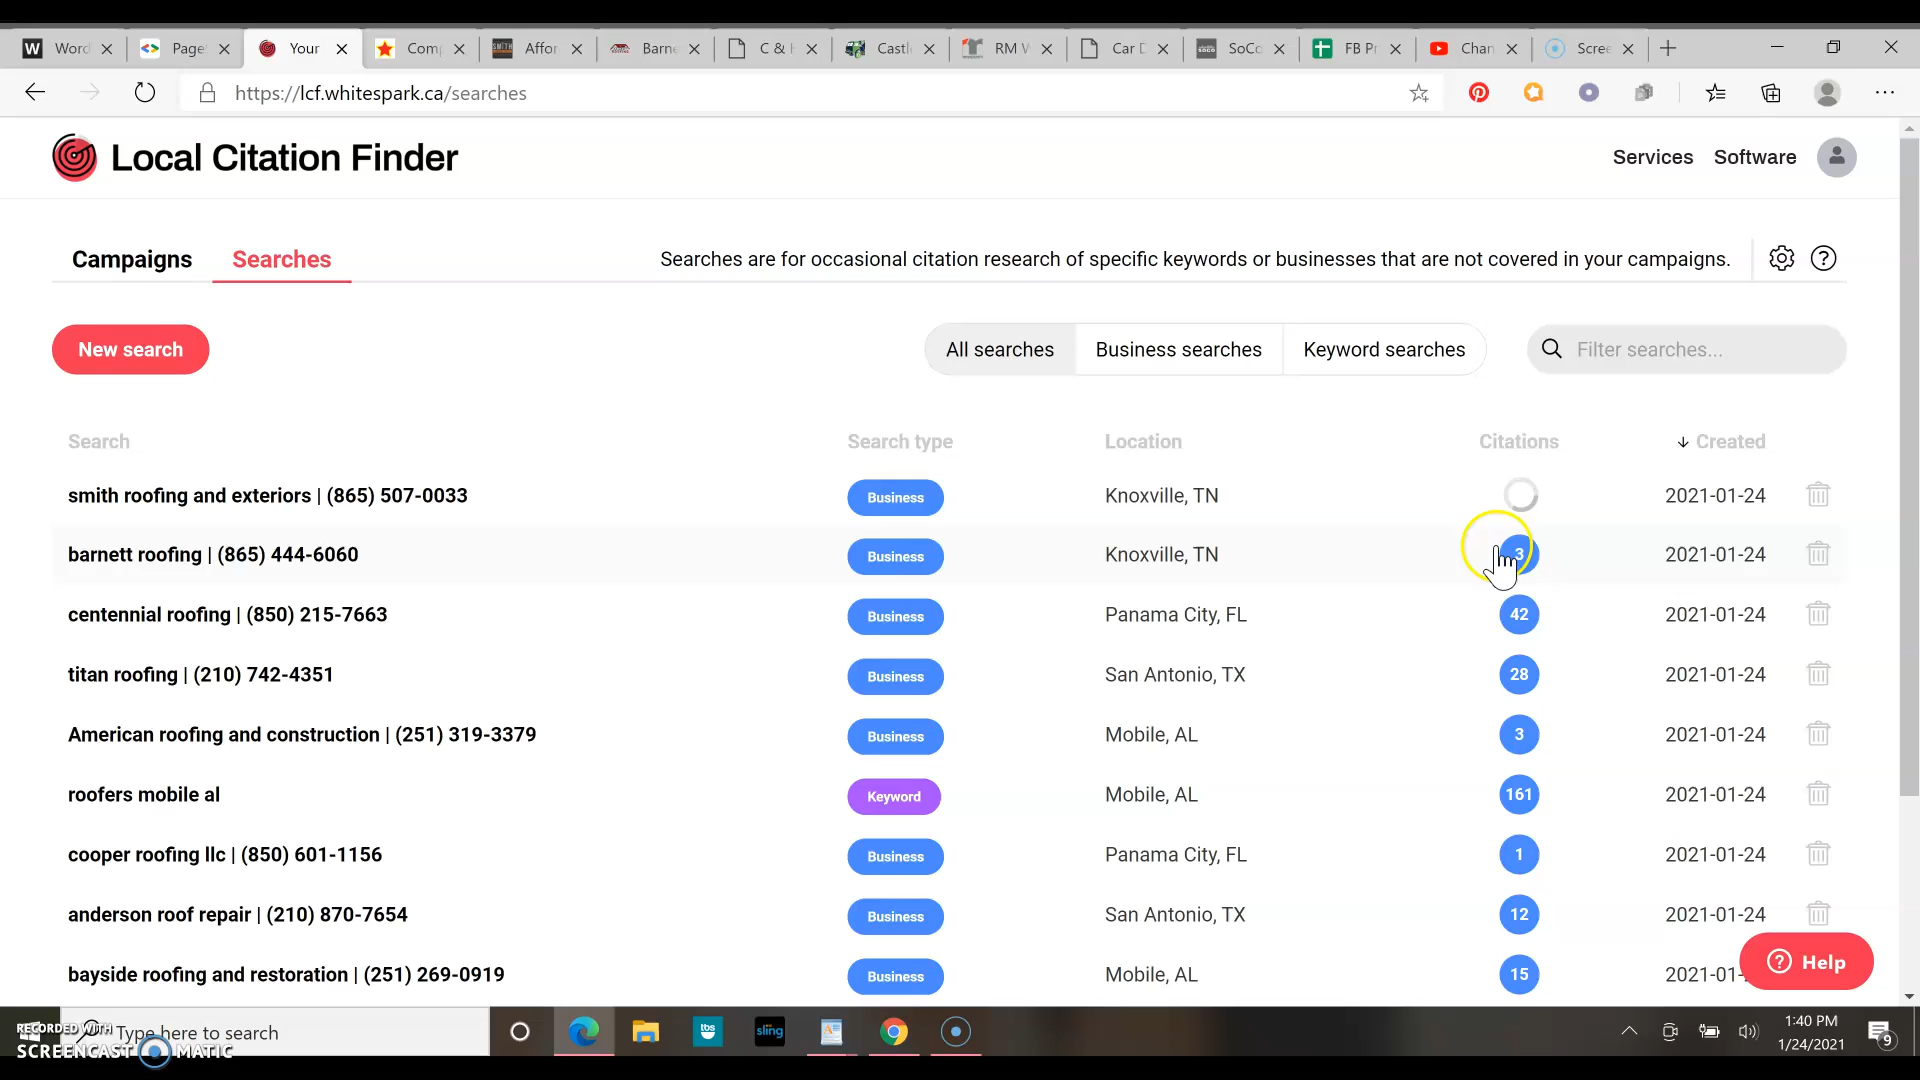 W Word
Page
Your
Com
Affor
Barne
C & H
Castl
RM W
Car D
SoCo
FB Pr
Chan
Scree
https://lcf.whitespark.ca/searches
Local Citation Finder
Services Software
Campaigns Searches
Searches are for occasional citation research of specific keywords or businesses that are not covered in your campaigns.
New search
All searches Business searches Keyword searches
Filter searches...
Search Search type Location Citations Created
smith roofing and exteriors | (865) 507-0033 Business Knoxville, TN 2021-01-24
barnett roofing | (865) 444-6060 Business Knoxville, TN 3 2021-01-24
centennial roofing | (850) 215-7663 Business Panama City, FL 42 2021-01-24
titan roofing | (210) 742-4351 Business San Antonio, TX 28 2021-01-24
American roofing and construction | (251) 319-3379 Business Mobile, AL 3 2021-01-24
roofers mobile al Keyword Mobile, AL 161 2021-01-24
cooper roofing llc | (850) 601-1156 Business Panama City, FL 1 2021-01-24
anderson roof repair | (210) 870-7654 Business San Antonio, TX 12 2021-01-24
bayside roofing and restoration | (251) 269-0919 Business Mobile, AL 15 2021-01-
Help
Type here to search
RECORDED WITH
SCREENCAST MATIC
tbs
sling
1:40 PM
1/24/2021
9